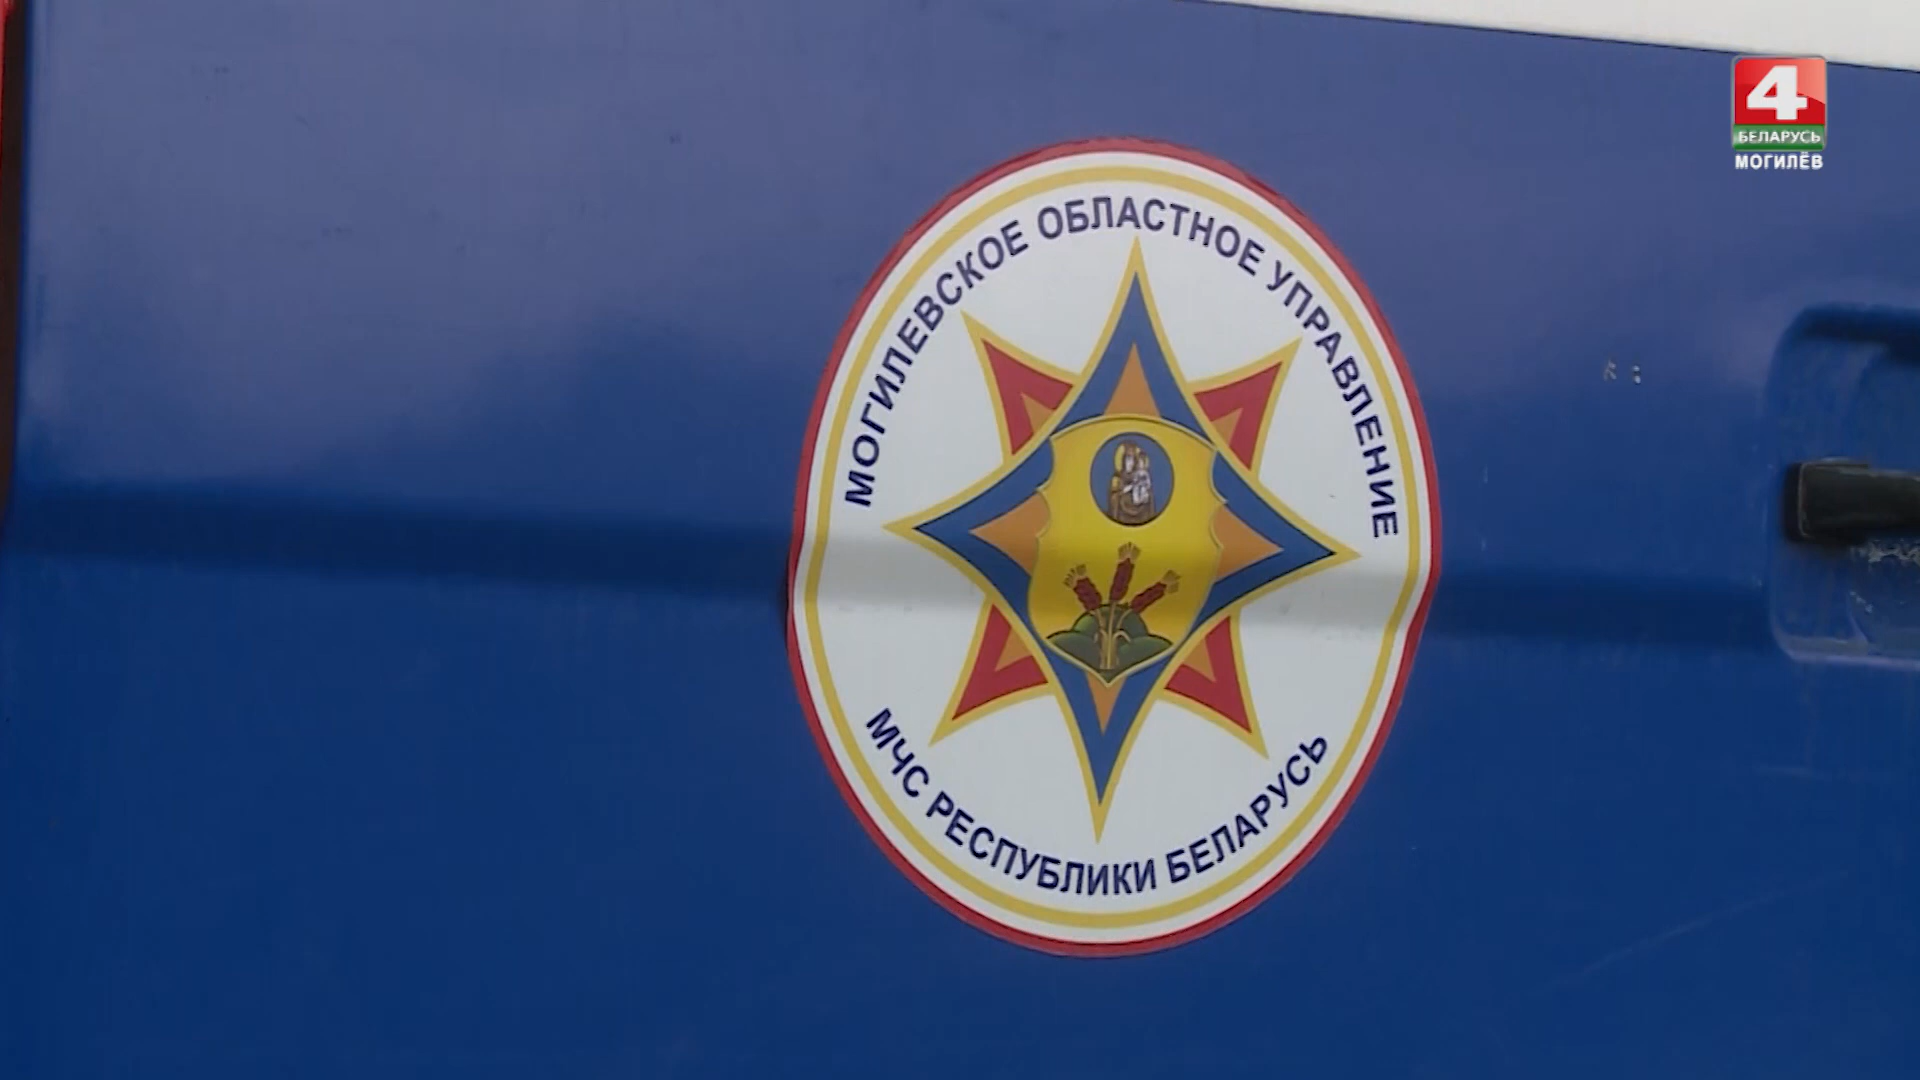 4
БЕЛАРУСЬ
МОГИЛЁВ
МОГИЛЕВСКОЕ ОБЛАСТНОЕ УПРАВЛЕНИЕ
МЧС РЕСПУБЛИКИ БЕЛАРУСЬ